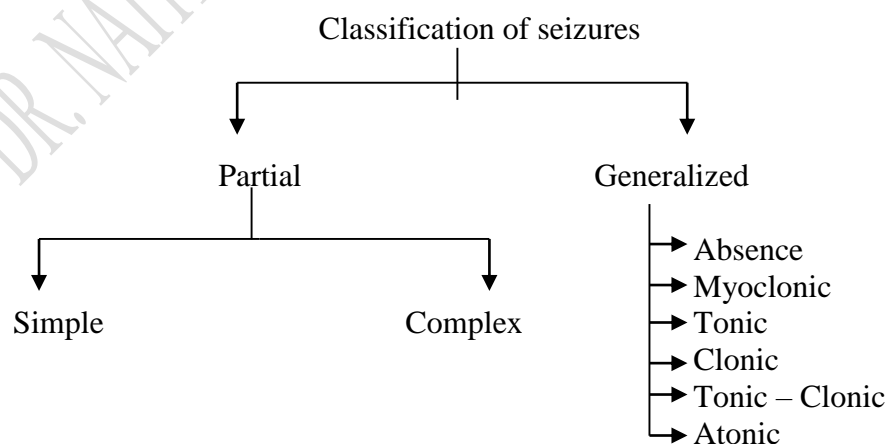 Classification of seizures
Partial
Generalized
Simple
Complex
Absence
Myoclonic
Tonic
Clonic
Tonic – Clonic
Atonic